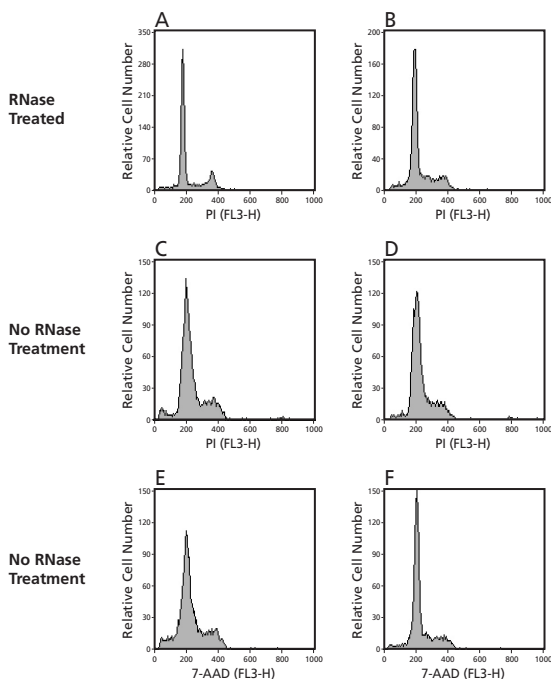 A
B
RNase
Treated
Relative Cell Number
350
280
210
140
70
0
0 200 400 600 800 1000
PI (FL3-H)
Relative Cell Number
200
160
120
80
40
0
0 200 400 600 800 1000
PI (FL3-H)
C
D
No RNase
Treatment
Relative Cell Number
150
120
90
60
30
0
0 200 400 600 800 1000
PI (FL3-H)
Relative Cell Number
150
120
90
60
30
0
0 200 400 600 800 1000
PI (FL3-H)
E
F
No RNase
Treatment
Relative Cell Number
150
120
90
60
30
0
0 200 400 600 800 1000
7-AAD (FL3-H)
Relative Cell Number
150
120
90
60
30
0
0 200 400 600 800 1000
7-AAD (FL3-H)